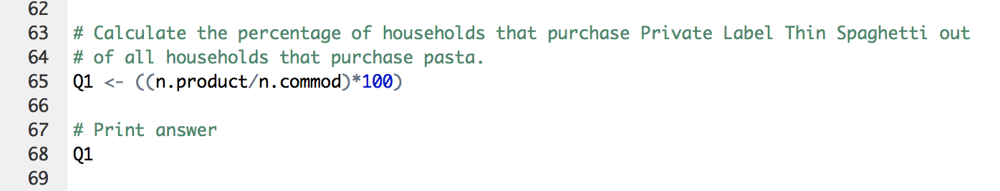 62
63 # Calculate the percentage of households that purchase Private Label Thin Spaghetti out
64 # of all households that purchase pasta.
65 Q1 <- ((n.product/n.commod)*100)
66
67 # Print answer
68 Q1
69